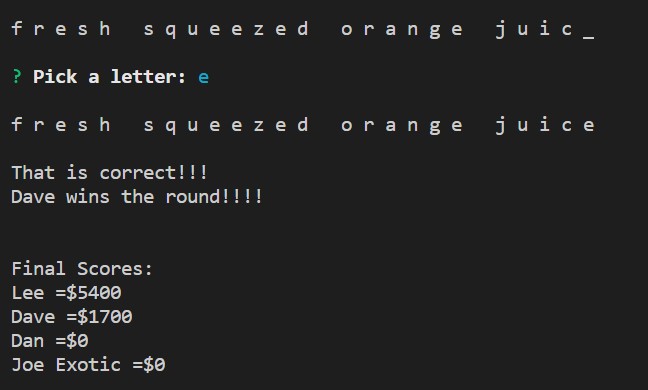 f r e s h   s q u e e z e d   o r a n g e   j u i c _
? Pick a letter: e
f r e s h   s q u e e z e d   o r a n g e   j u i c e
That is correct!!!
Dave wins the round!!!!
Final Scores:
Lee =$5400
Dave =$1700
Dan =$0
Joe Exotic =$0